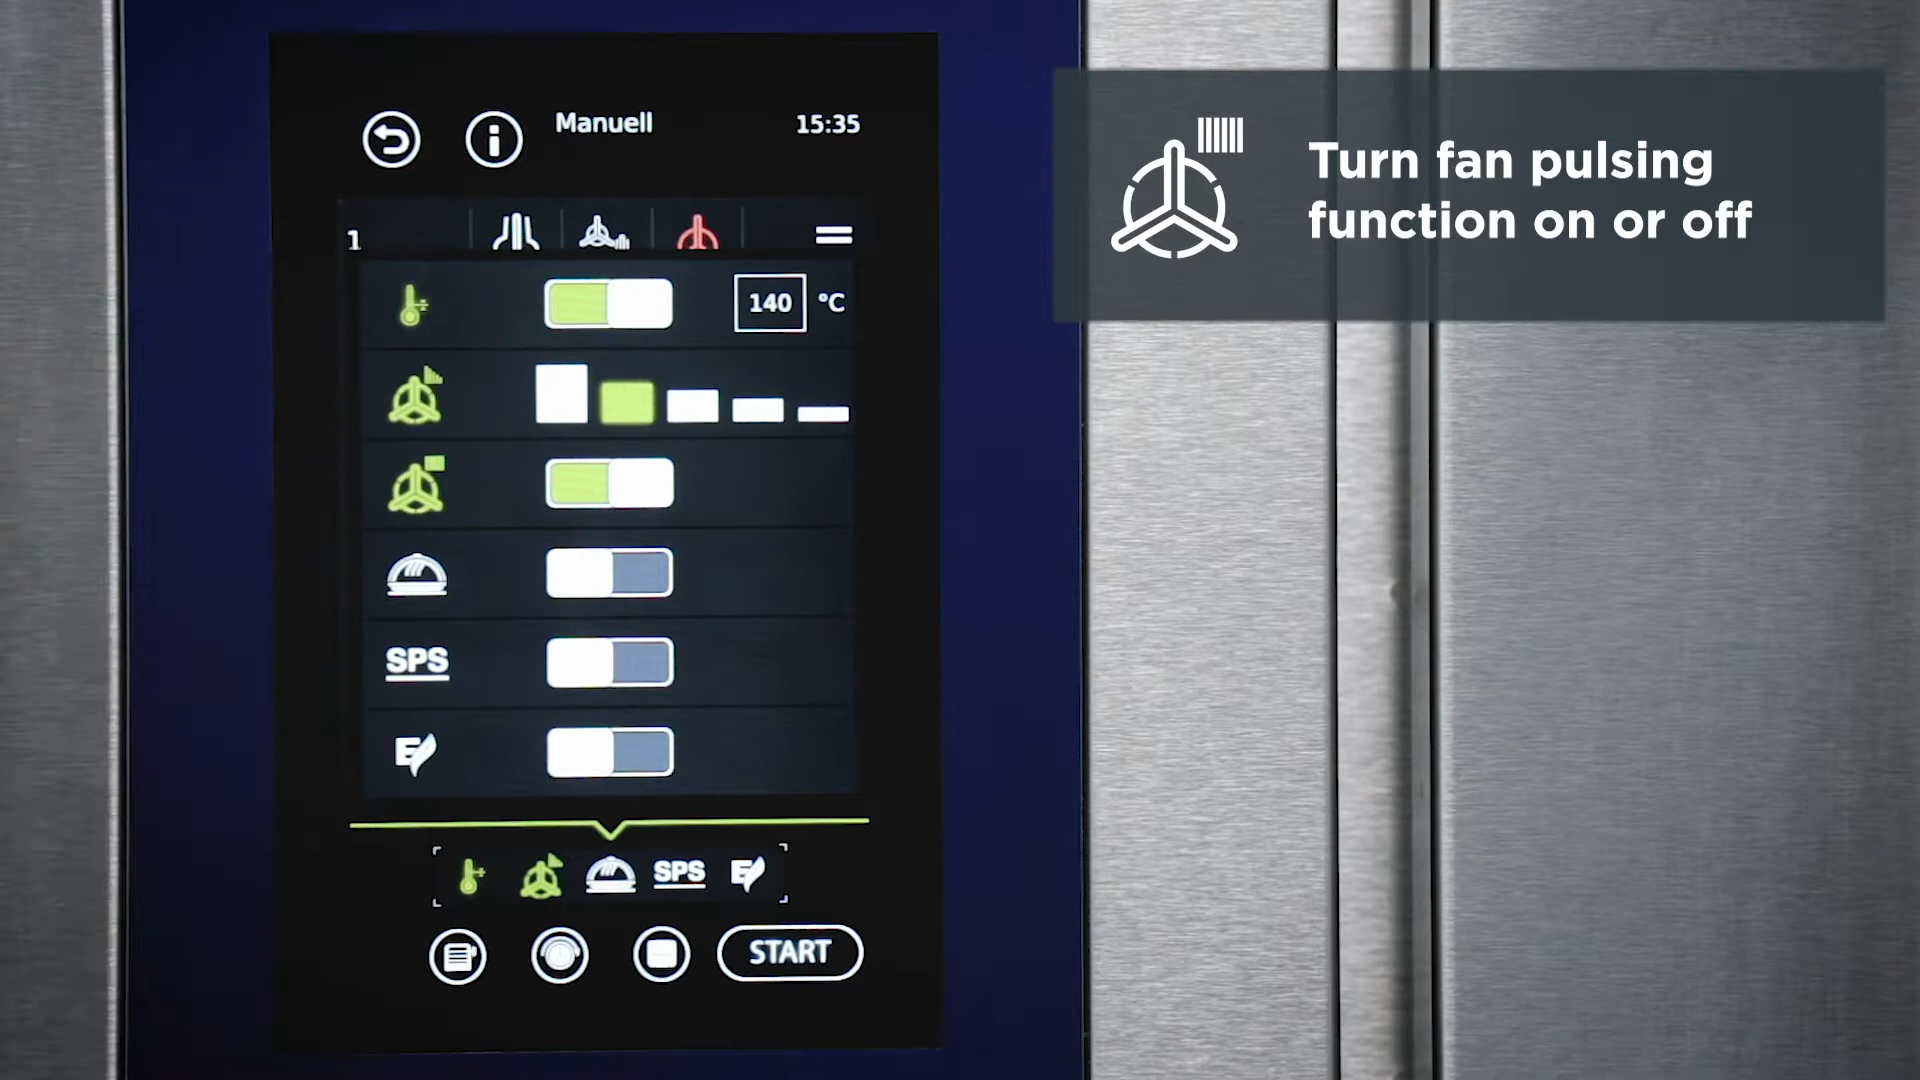 Manuell
15:35
Turn fan pulsing
function on or off
1
140 °C
SPS
E
SPS
E
START